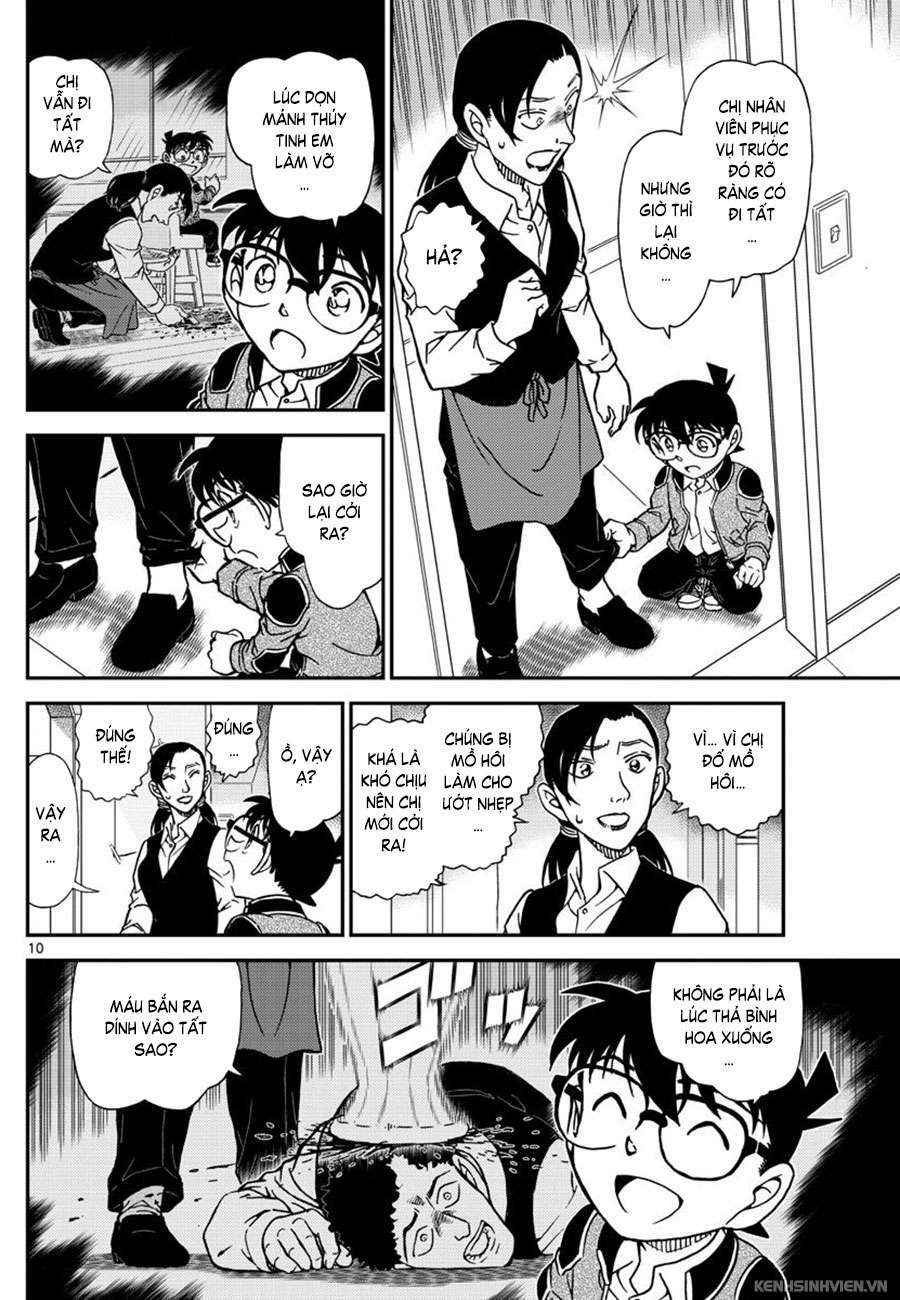 CHỊ NHÂN
VIÊN PHỤC
VỤ TRƯỚC
ĐÓ RÕ
RÀNG CÓ
ĐI TẤT
...
NHƯNG
GIỜ THÌ
LẠI
KHÔNG
...
HẢ?
LÚC DỌN
MẢNH THỦY
TINH EM
LÀM VỠ
...
CHỊ
VẪN ĐI
TẤT
MÀ?
SAO GIỜ
LẠI CỞI
RA?
VÌ... VÌ CHỊ
ĐỔ MỒ
HÔI...
CHÚNG BỊ
MỒ HÔI
LÀM CHO
ƯỚT NHẸP
...
KHÁ LÀ
KHÓ CHỊU
NÊN CHỊ
MỚI CỞI
RA!
Ồ, VẬY
Ạ?
ĐÚNG
...
ĐÚNG
THẾ!
VẬY
RA
...
10
KHÔNG PHẢI LÀ
LÚC THẢ BÌNH
HOA XUỐNG
...
MÁU BẮN RA
DÍNH VÀO TẤT
SAO?
KENHSINHVIEN.VN